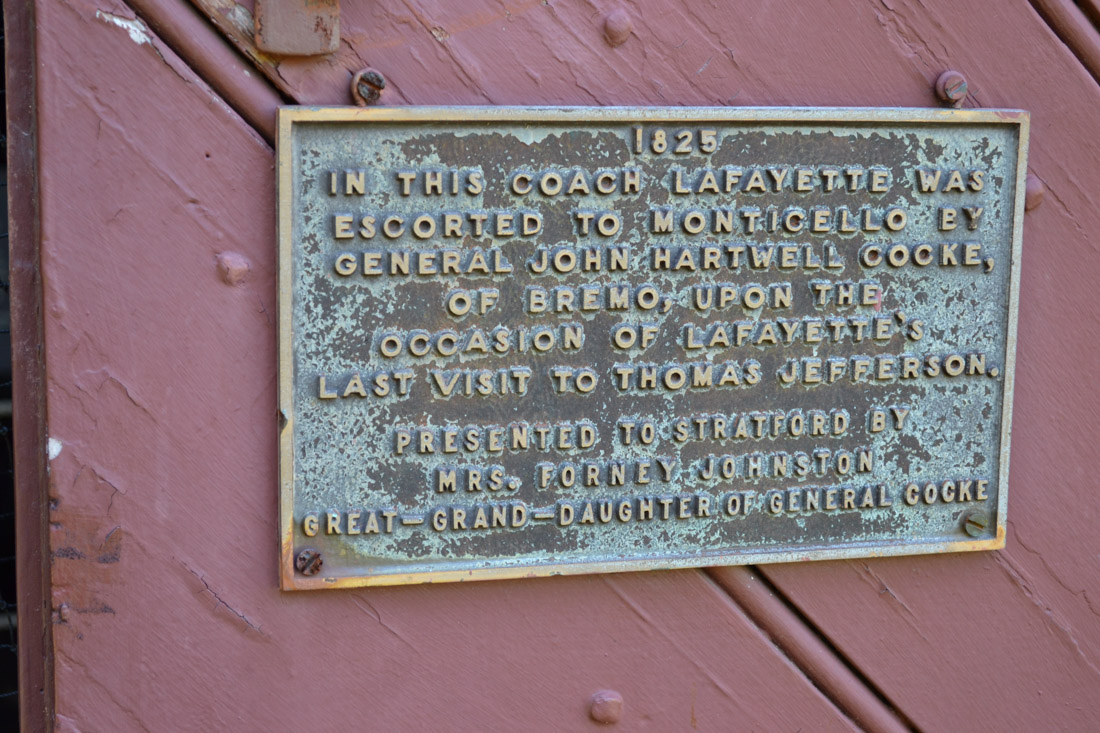 1825
IN THIS COACH LAFAYETTE WAS
ESCORTED TO MONTICELLO BY
GENERAL JOHN HARTWELL COCKE,
OF BREMO, UPON THE
OCCASION OF LAFAYETTE'S
LAST VISIT TO THOMAS JEFFERSON.
PRESENTED TO STRATFORD BY
MRS. FORNEY JOHNSTON
GREAT-GRAND-DAUGHTER OF GENERAL COCKE